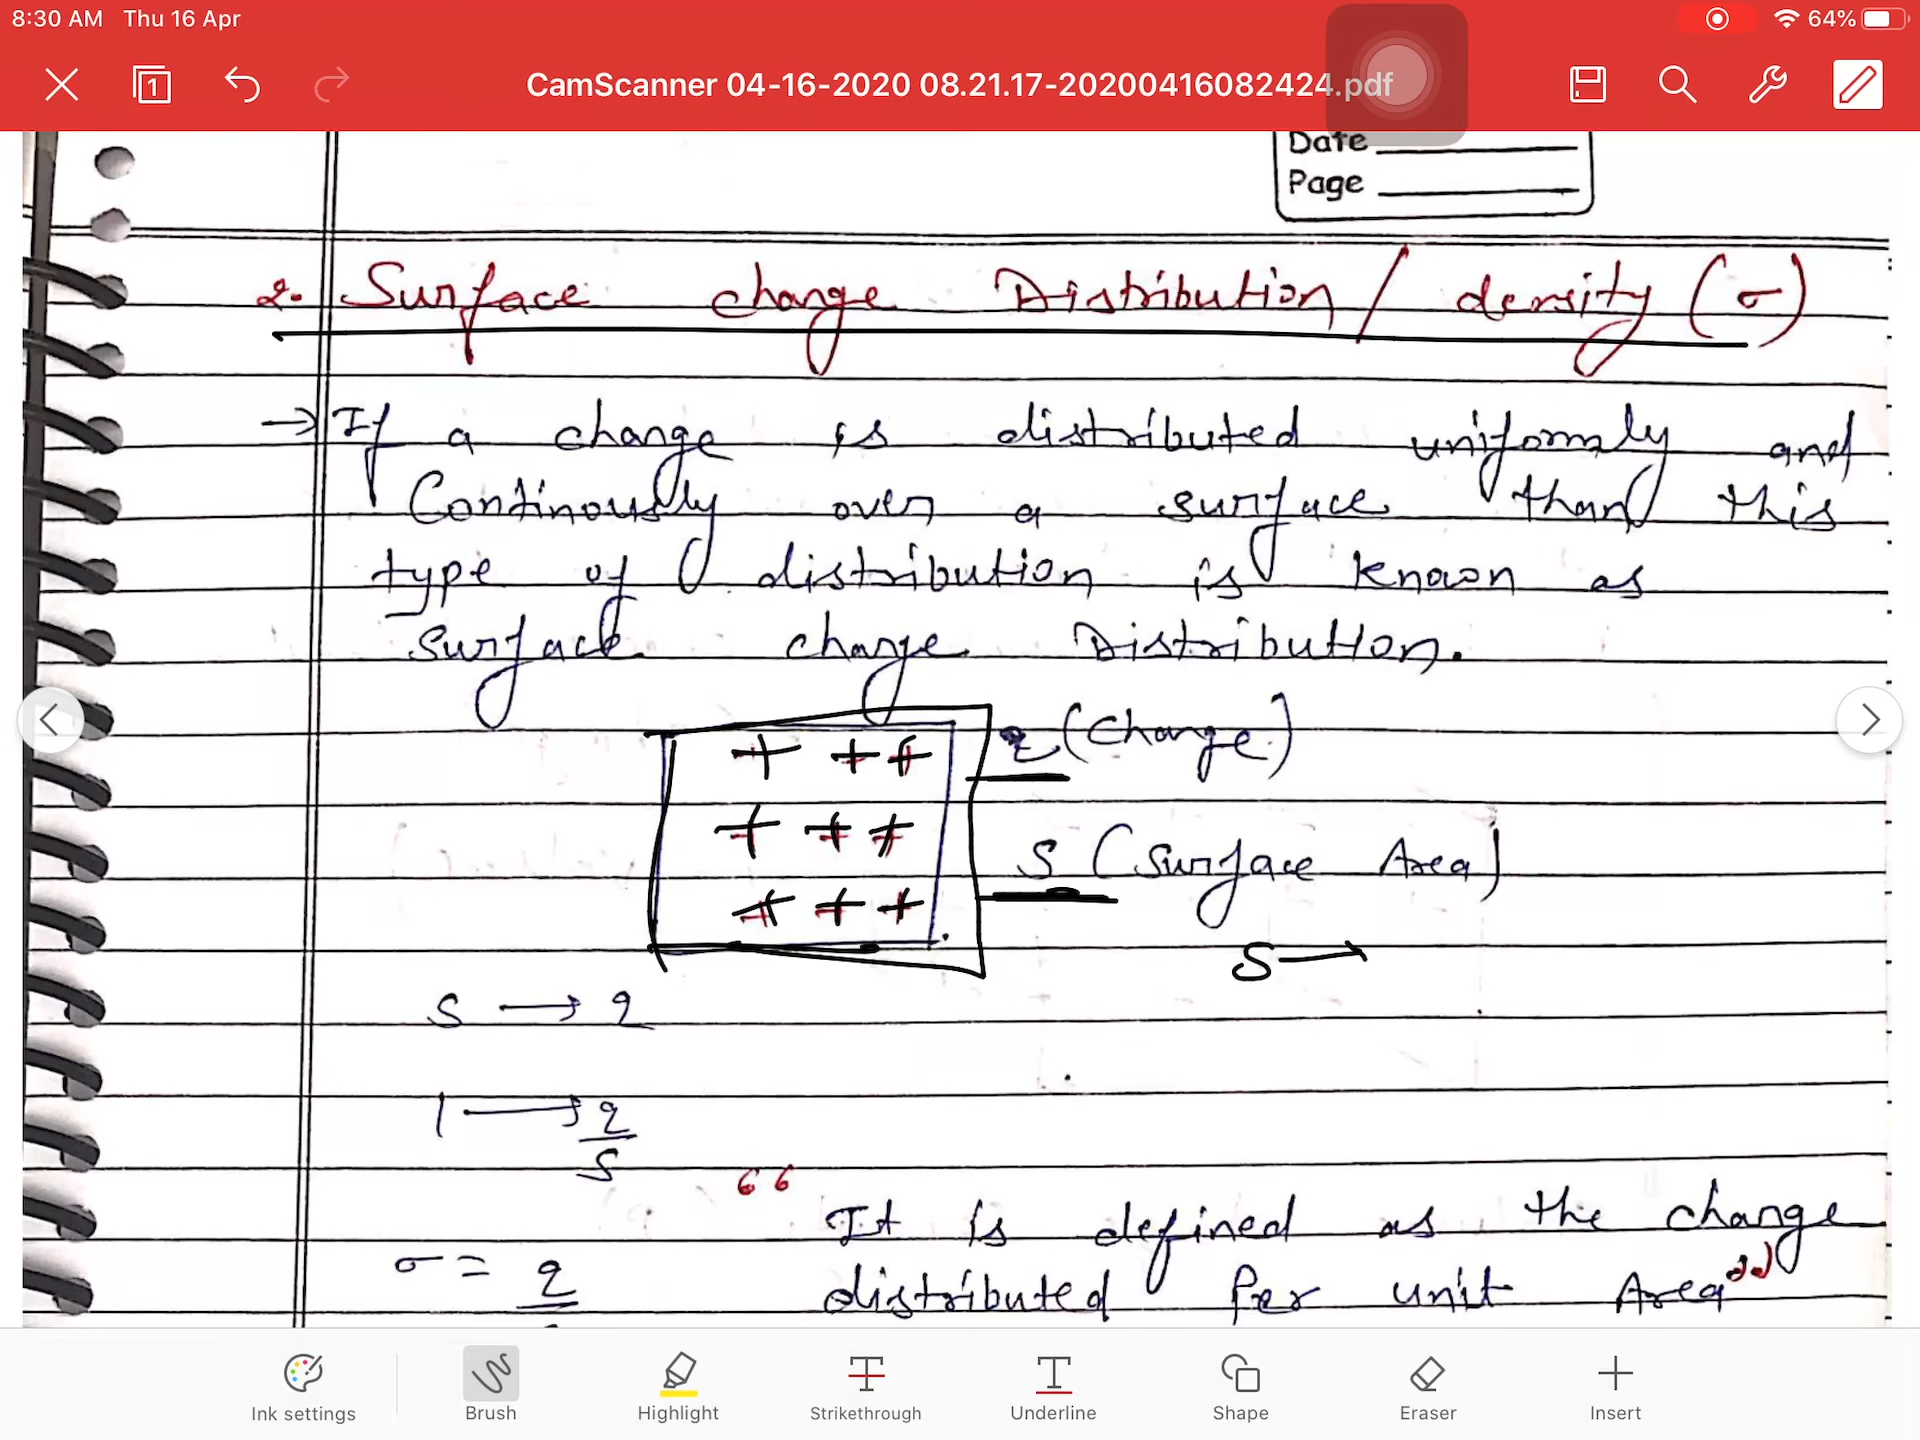 8:30 AM Thu 16 Apr
64%
1
CamScanner 04-16-2020 08.21.17-20200416082424.pdf
Date
Page
2. Surface charge Distribution / density (σ)
→ If a charge is distributed uniformly and
Continously over a surface than this
type of distribution is known as
Surface charge Distribution.
+ + +
q (Charge)
+ + +
S (Surface Area)
+ + +
S →
S → q
1 → q/S
“ It is defined as the charge
σ = q
distributed per unit Area ”
Ink settings
Brush
Highlight
Strikethrough
Underline
Shape
Eraser
Insert